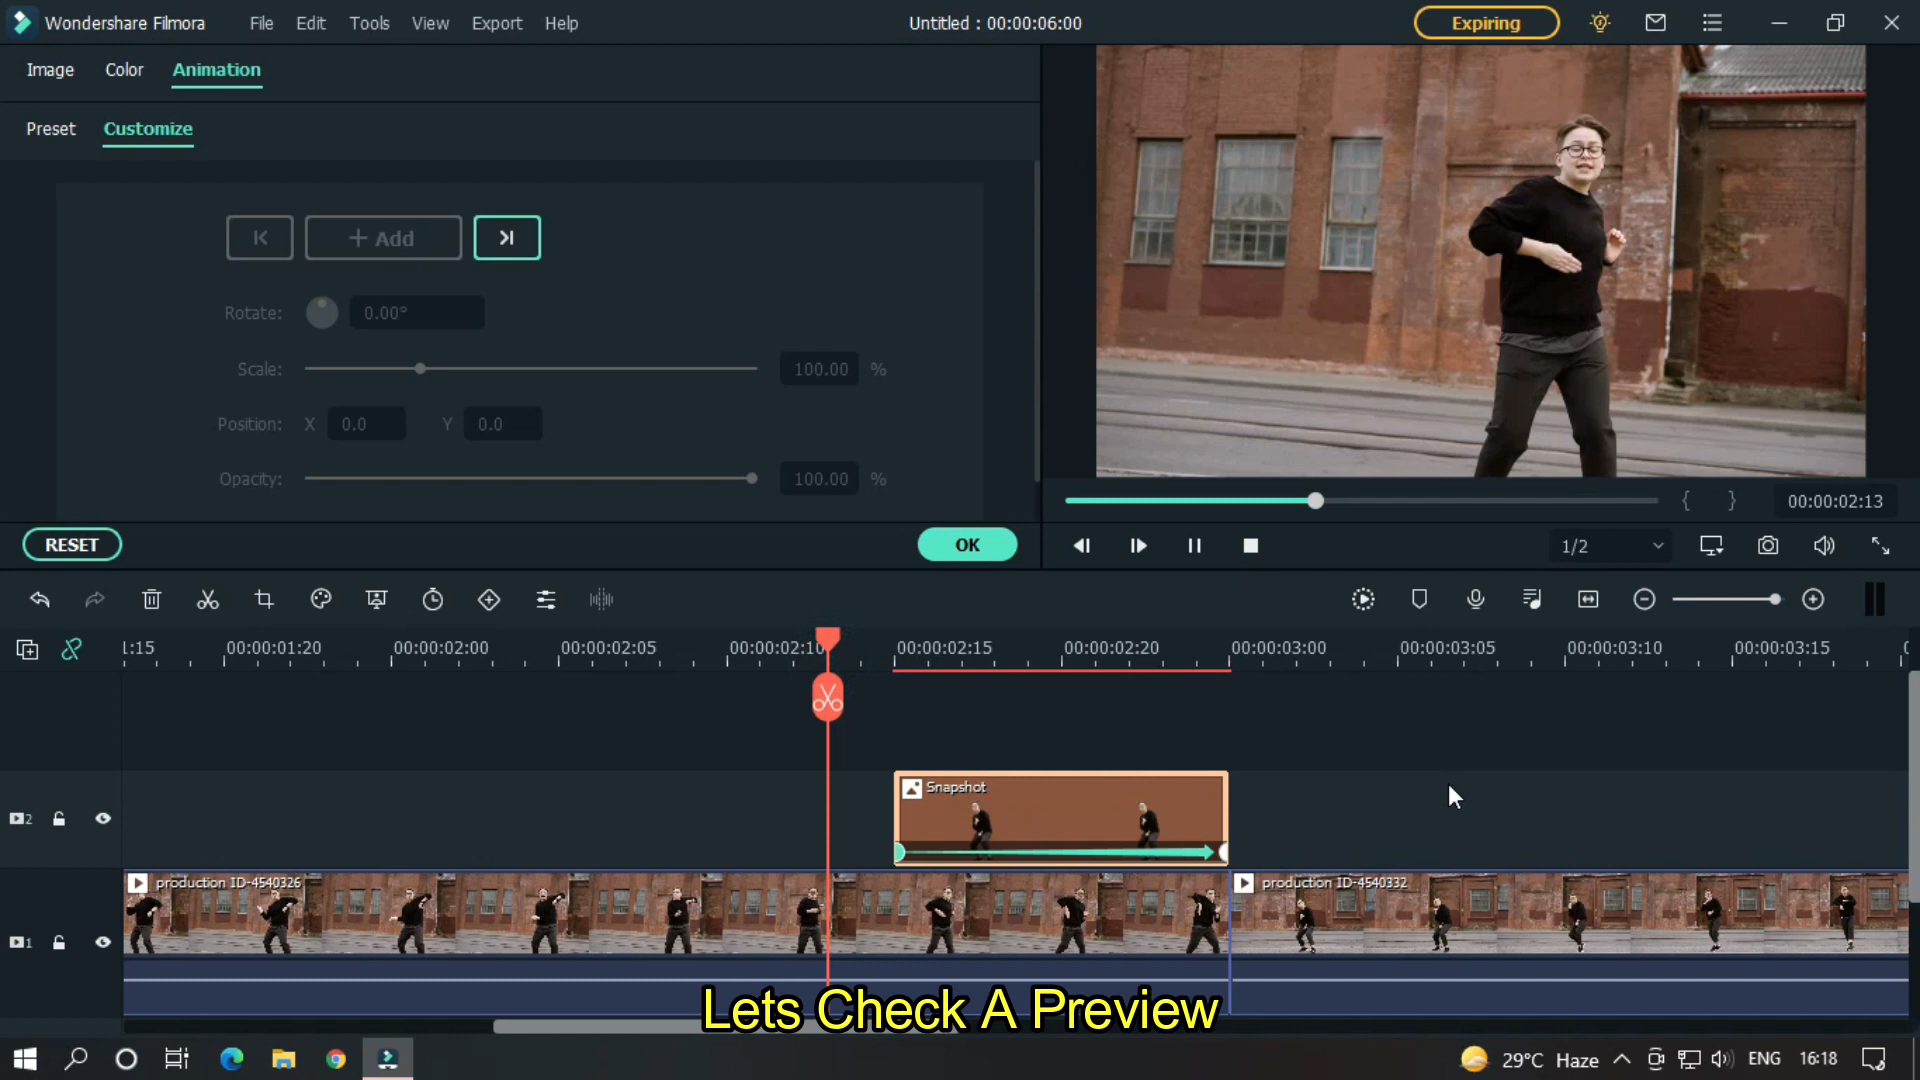 Wondershare Filmora File Edit Tools View Export Help Untitled : 00:00:06:00 Expiring
Image Color Animation
Preset Customize
Add
Rotate: 0.00°
Scale: 100.00 %
Position: X 0.0 Y 0.0
Opacity: 100.00 %
{ } 00:00:02:13
RESET OK 1/2
1:15 00:00:01:20 00:00:02:00 00:00:02:05 00:00:02:10 00:00:02:15 00:00:02:20 00:00:03:00 00:00:03:05 00:00:03:10 00:00:03:15
Snapshot
2
production ID-4540326 production ID-4540332
1
Lets Check A Preview
29°C Haze ENG 16:18